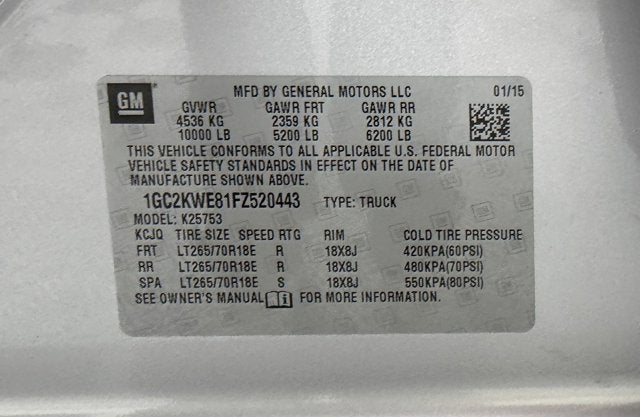 GM
MFD BY GENERAL MOTORS LLC 01/15
GVWR GAWR FRT GAWR RR
4536 KG 2359 KG 2812 KG
10000 LB 5200 LB 6200 LB
THIS VEHICLE CONFORMS TO ALL APPLICABLE U.S. FEDERAL MOTOR
VEHICLE SAFETY STANDARDS IN EFFECT ON THE DATE OF
MANUFACTURE SHOWN ABOVE.
1GC2KWE81FZ520443 TYPE: TRUCK
MODEL: K25753
KCJQ TIRE SIZE SPEED RTG RIM COLD TIRE PRESSURE
FRT LT265/70R18E R 18X8J 420KPA(60PSI)
RR LT265/70R18E R 18X8J 480KPA(70PSI)
SPA LT265/70R18E S 18X8J 550KPA(80PSI)
SEE OWNER'S MANUAL FOR MORE INFORMATION.